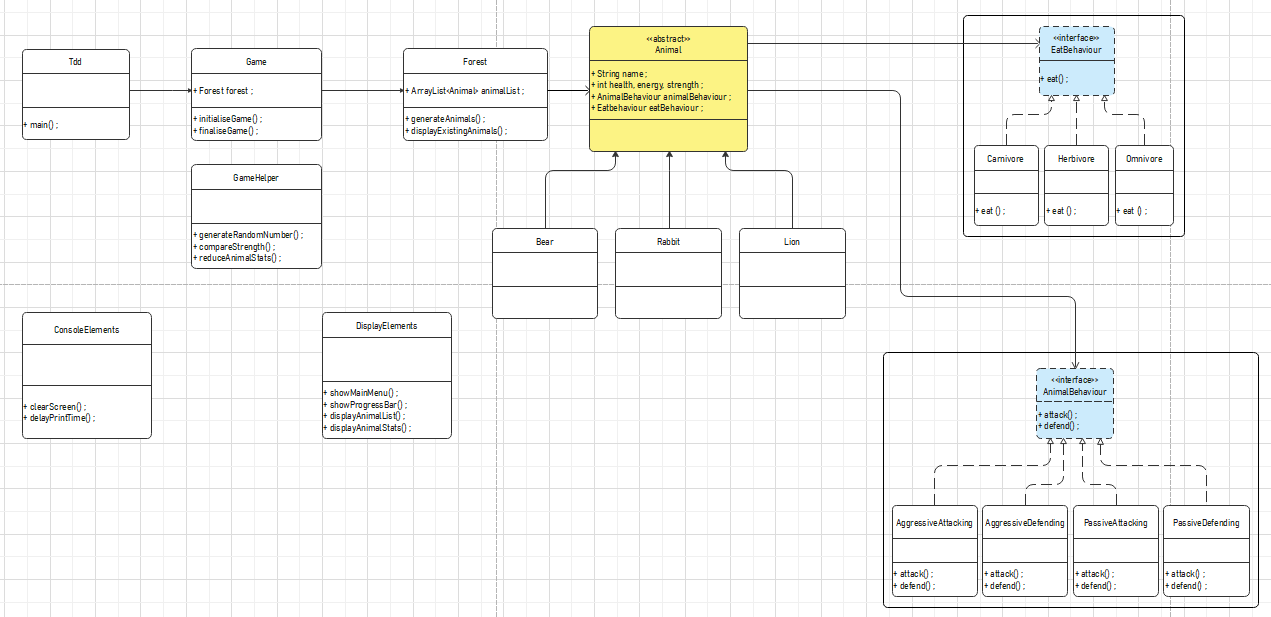 Tdd
+ main() ;
Game
+ Forest forest ;
+ initialiseGame() ;
+ finaliseGame() ;
Forest
+ ArrayList<Animal> animalList ;
+ generateAnimals() ;
+ displayExistingAnimals() ;
<<abstract>>
Animal
+ String name ;
+ int health, energy, strength ;
+ AnimalBehaviour animalBehaviour ;
+ Eatbehaviour eatBehaviour ;
<<interface>>
EatBehaviour
+ eat() ;
Carnivore
+ eat () ;
Herbivore
+ eat () ;
Omnivore
+ eat () ;
GameHelper
+ generateRandomNumber() ;
+ compareStrength() ;
+ reduceAnimalStats() ;
Bear
Rabbit
Lion
ConsoleElements
+ clearScreen() ;
+ delayPrintTime() ;
DisplayElements
+ showMainMenu() ;
+ showProgressBar() ;
+ displayAnimalList() ;
+ displayAnimalStats() ;
<<interface>>
AnimalBehaviour
+ attack() ;
+ defend() ;
AggressiveAttacking
+ attack() ;
+ defend() ;
AggressiveDefending
+ attack() ;
+ defend() ;
PassiveAttacking
+ attack() ;
+ defend() ;
PassiveDefending
+ attack() ;
+ defend() ;